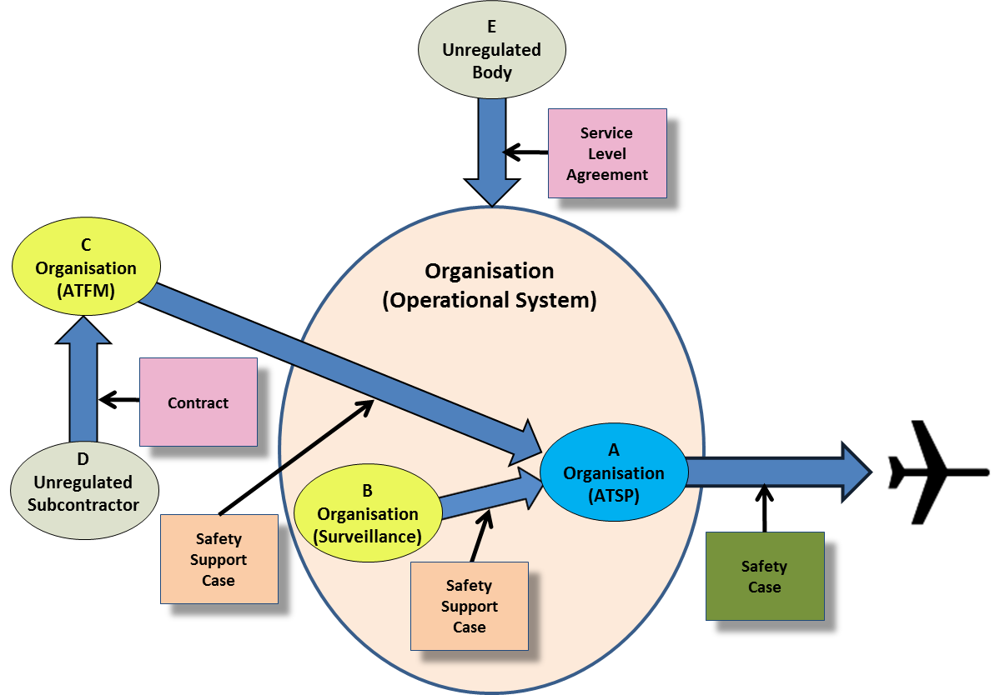 E
Unregulated
Body
Service
Level
Agreement
Organisation
(Operational System)
C
Organisation
(ATFM)
Contract
D
Unregulated
Subcontractor
A
Organisation
(ATSP)
B
Organisation
(Surveillance)
Safety
Support
Case
Safety
Support
Case
Safety
Case